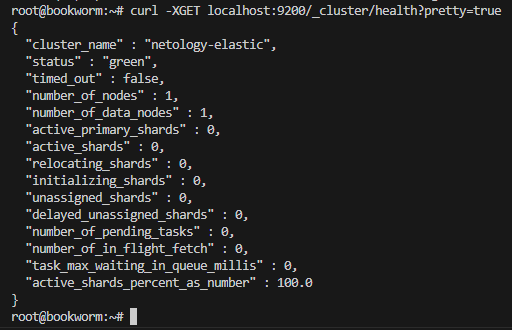 root@bookworm:~# curl -XGET localhost:9200/_cluster/health?pretty=true
{
  "cluster_name" : "netology-elastic",
  "status" : "green",
  "timed_out" : false,
  "number_of_nodes" : 1,
  "number_of_data_nodes" : 1,
  "active_primary_shards" : 0,
  "active_shards" : 0,
  "relocating_shards" : 0,
  "initializing_shards" : 0,
  "unassigned_shards" : 0,
  "delayed_unassigned_shards" : 0,
  "number_of_pending_tasks" : 0,
  "number_of_in_flight_fetch" : 0,
  "task_max_waiting_in_queue_millis" : 0,
  "active_shards_percent_as_number" : 100.0
}
root@bookworm:~#